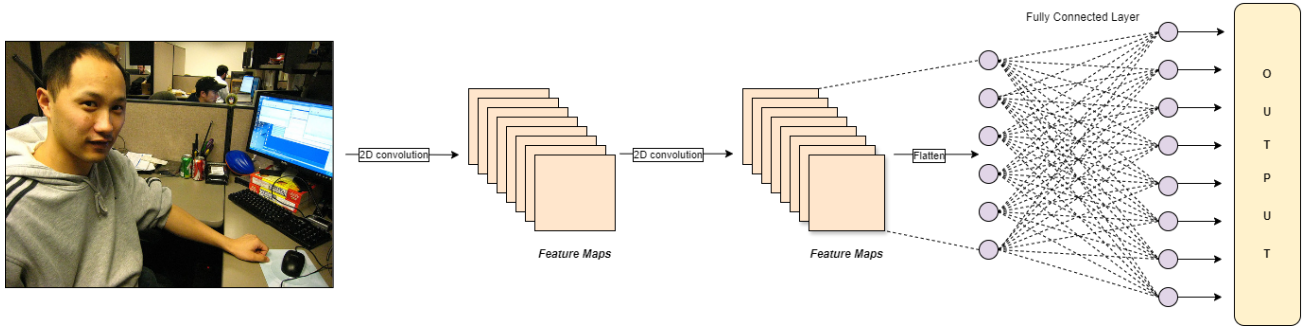 Fully Connected Layer
2D convolution
2D convolution
Flatten
Feature Maps
Feature Maps
O
U
T
P
U
T